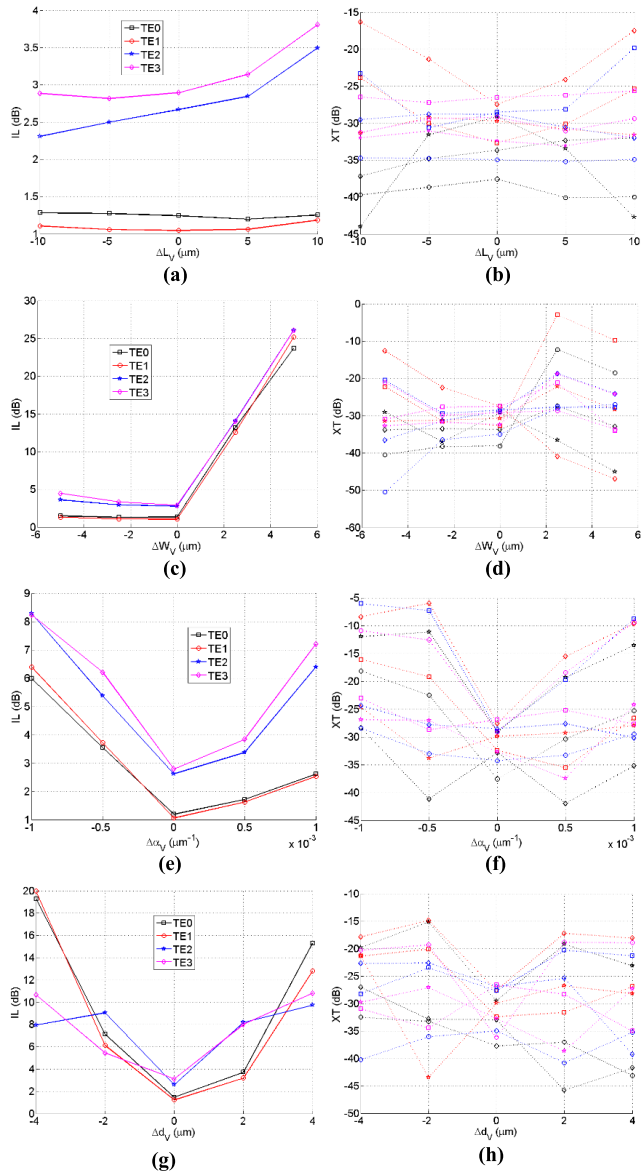 4
3.5
3
2.5
2
1.5
1
IL (dB)
TE0
TE1
TE2
TE3
-10 -5 0 5 10
ΔL_V (μm)
(a)
-15
-20
-25
-30
-35
-40
-45
XT (dB)
-10 -5 0 5 10
ΔL_V (μm)
(b)
30
25
20
15
10
5
0
IL (dB)
TE0
TE1
TE2
TE3
-6 -4 -2 0 2 4 6
ΔW_V (μm)
(c)
0
-10
-20
-30
-40
-50
-60
XT (dB)
-6 -4 -2 0 2 4 6
ΔW_V (μm)
(d)
9
8
7
6
5
4
3
2
1
IL (dB)
TE0
TE1
TE2
TE3
-1 -0.5 0 0.5 1
Δα_V (μm⁻¹)
x 10⁻³
(e)
-5
-10
-15
-20
-25
-30
-35
-40
-45
XT (dB)
-1 -0.5 0 0.5 1
Δα_V (μm⁻¹)
x 10⁻³
(f)
20
18
16
14
12
10
8
6
4
2
0
IL (dB)
TE0
TE1
TE2
TE3
-4 -2 0 2 4
Δd_V (μm)
(g)
-10
-15
-20
-25
-30
-35
-40
-45
-50
XT (dB)
-4 -2 0 2 4
Δd_V (μm)
(h)